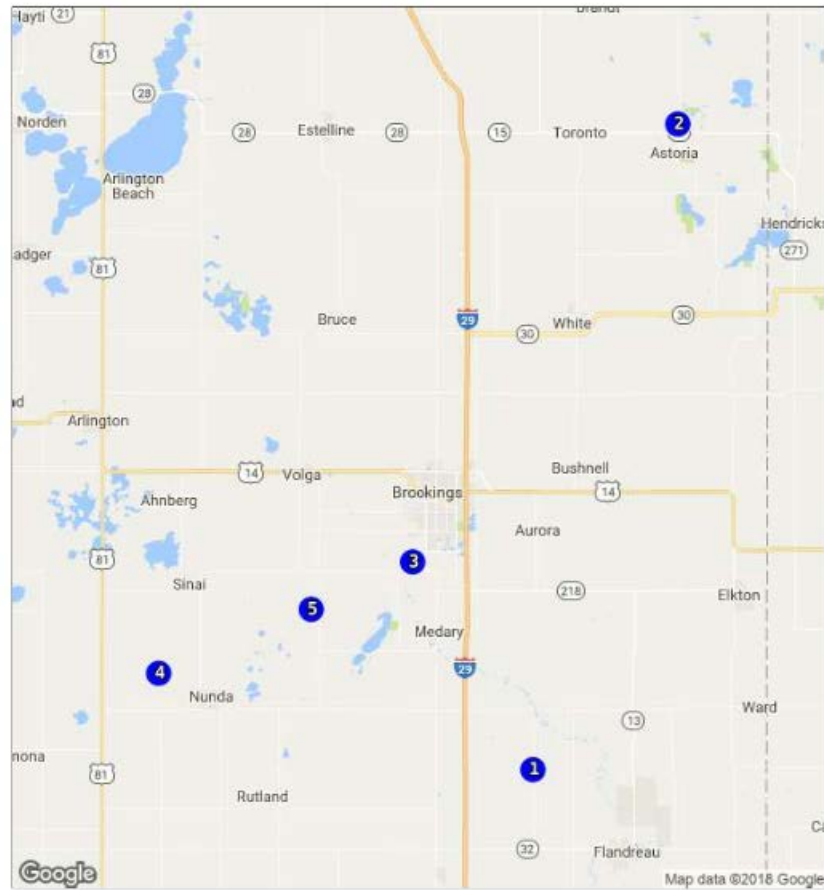 Hayti
21
Brandt
81
28
Norden
28
Estelline
28
15
Toronto
2
Astoria
Arlington
Beach
Hendricks
271
adger
81
Bruce
29
White
30
30
Arlington
14
Volga
Bushnell
Brookings
14
Ahnberg
Aurora
81
3
Sinai
218
Elkton
5
Medary
4
29
Nunda
Ward
13
nona
81
1
Rutland
32
Flandreau
Ca
Google
Map data ©2018 Google